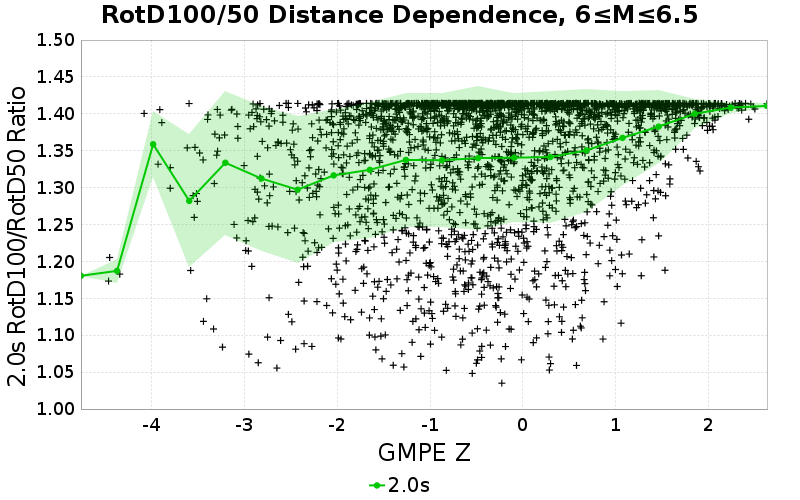 RotD100/50 Distance Dependence, 6≤M≤6.5
2.0s RotD100/RotD50 Ratio
1.50
1.45
1.40
1.35
1.30
1.25
1.20
1.15
1.10
1.05
1.00
-4 -3 -2 -1 0 1 2
GMPE Z
2.0s